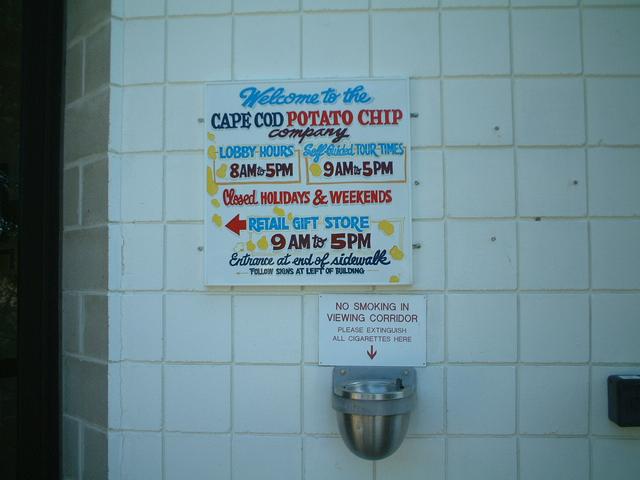 Welcome to the
CAPE COD POTATO CHIP
company
LOBBY HOURS
8AM to 5PM
Self-Guided TOUR TIMES
9AM to 5PM
Closed HOLIDAYS & WEEKENDS
RETAIL GIFT STORE
9 AM to 5 PM
Entrance at end of sidewalk
FOLLOW SIGNS AT LEFT OF BUILDING
NO SMOKING IN
VIEWING CORRIDOR
PLEASE EXTINGUISH
ALL CIGARETTES HERE